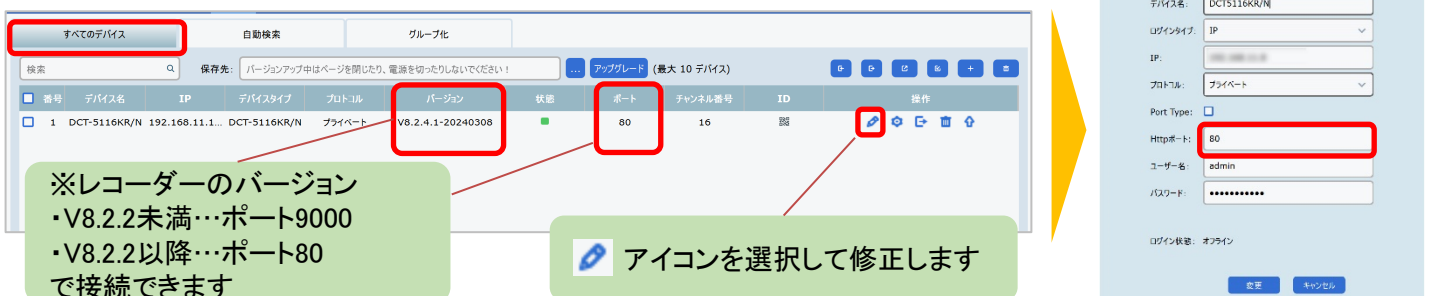 すべてのデバイス 自動検索 グループ化
検索 保存先: バージョンアップ中はページを閉じたり、電源を切ったりしないでください! ... アップグレード (最大 10 デバイス)
番号 デバイス名 IP デバイスタイプ プロトコル バージョン 状態 ポート チャンネル番号 ID 操作
1 DCT-5116KR/N 192.168.11.1... DCT-5116KR/N プライベート V8.2.4.1-20240308 80 16
※レコーダーのバージョン
・V8.2.2未満…ポート9000
・V8.2.2以降…ポート80
で接続できます
アイコンを選択して修正します
デバイス名: DCT5116KR/N
ログインタイプ: IP
IP:
プロトコル: プライベート
Port Type:
Httpポート: 80
ユーザー名: admin
パスワード: •••••••••••
ログイン状態: オフライン
変更 キャンセル